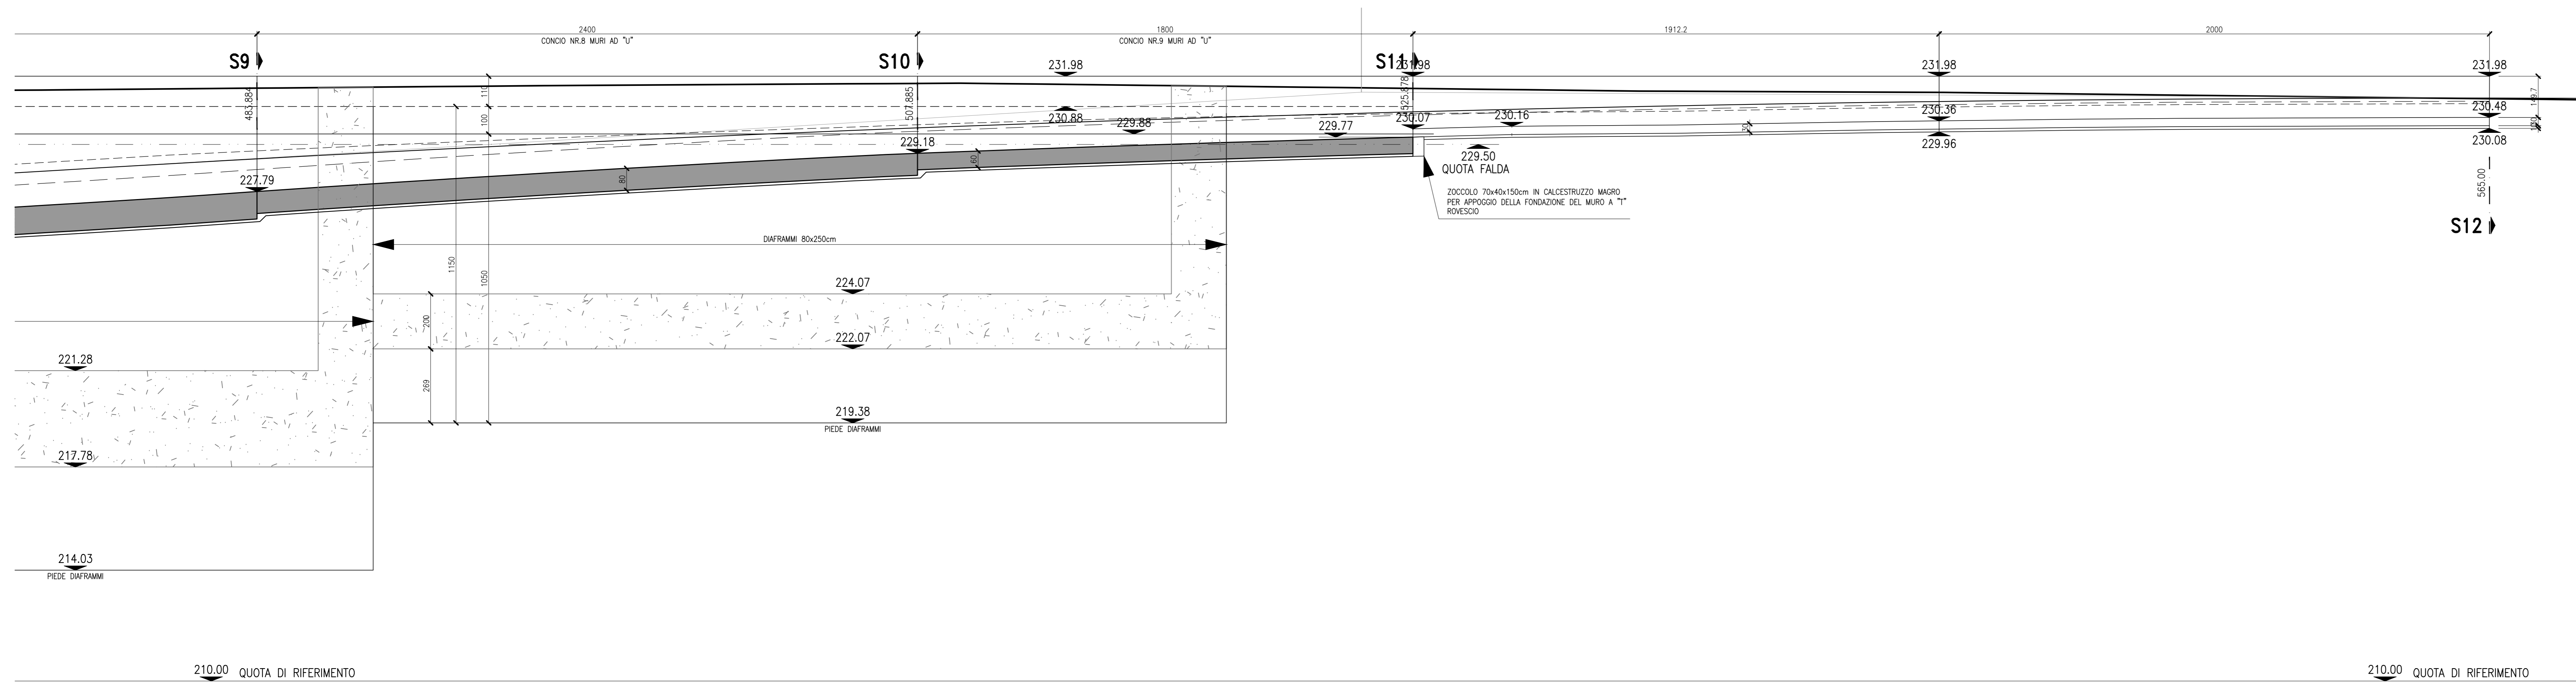 2400
1800
1912.2
2000
CONCIO NR.8 MURI AD "U"
CONCIO NR.9 MURI AD "U"
S9
S10
S11
231.98
231.98
231.98
231.98
483.884
110
100
507.885
525.878
149.7
230.88
229.88
229.77
230.07
230.16
30
230.36
230.48
229.18
60
229.50
QUOTA FALDA
229.96
230.08
227.79
80
565.00
ZOCCOLO 70x40x150cm IN CALCESTRUZZO MAGRO
PER APPOGGIO DELLA FONDAZIONE DEL MURO A "T"
ROVESCIO
S12
DIAFRAMMI 80x250cm
1150
1050
224.07
200
222.07
221.28
269
219.38
PIEDE DIAFRAMMI
217.78
214.03
PIEDE DIAFRAMMI
210.00 QUOTA DI RIFERIMENTO
210.00 QUOTA DI RIFERIMENTO